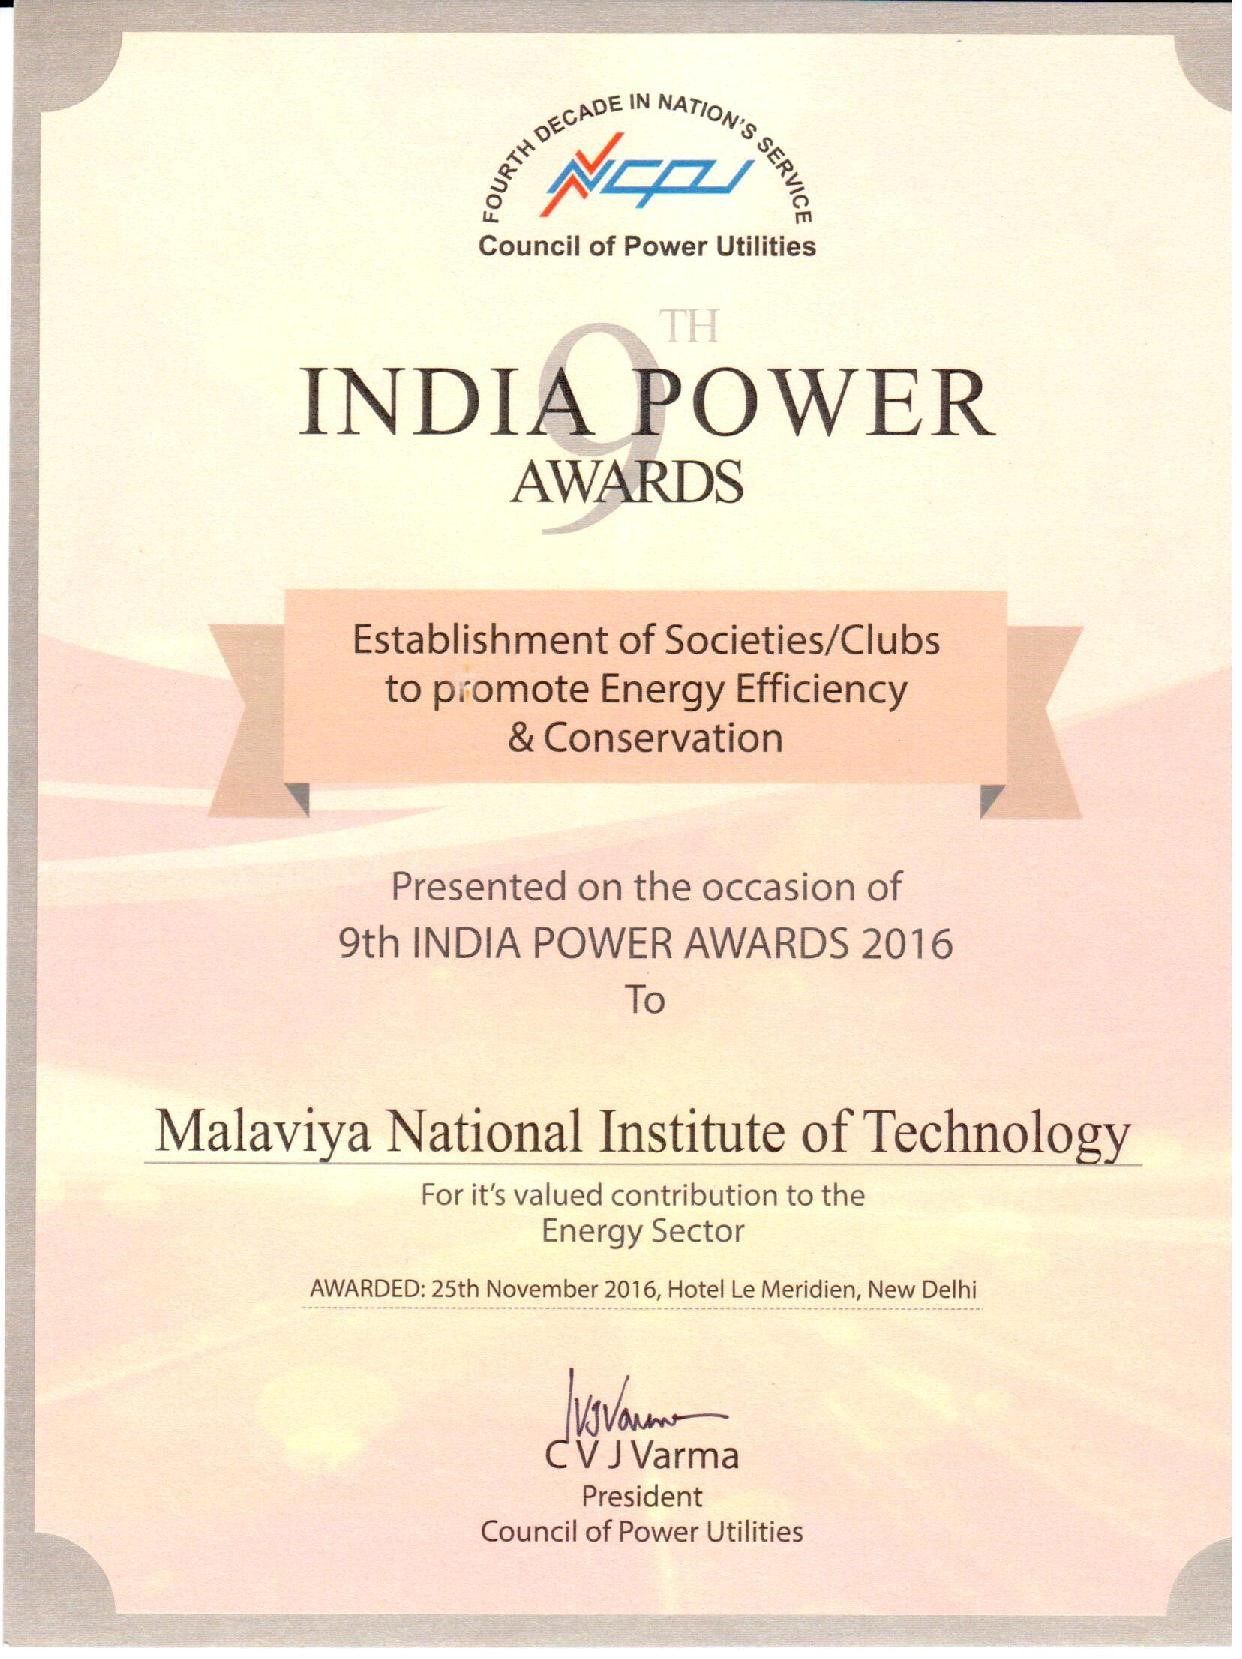 FOURTH DECADE IN NATION'S SERVICE
NCPU
Council of Power Utilities
9TH
INDIA POWER
AWARDS
Establishment of Societies/Clubs
to promote Energy Efficiency
& Conservation
Presented on the occasion of
9th INDIA POWER AWARDS 2016
To
Malaviya National Institute of Technology
For it's valued contribution to the
Energy Sector
AWARDED: 25th November 2016, Hotel Le Meridien, New Delhi
VJVarma
C V J Varma
President
Council of Power Utilities